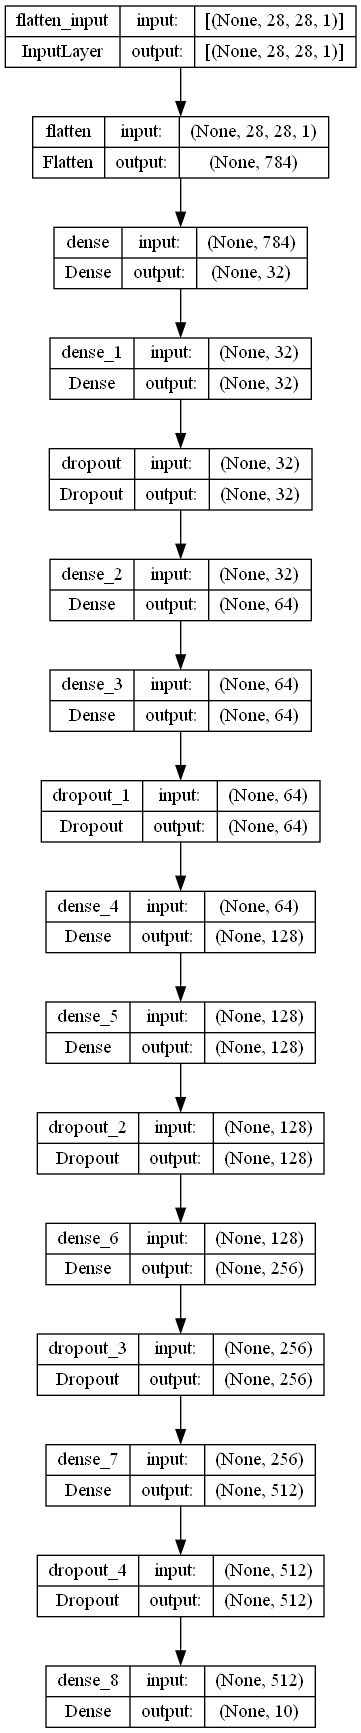 flatten_input input: [(None, 28, 28, 1)]
InputLayer output: [(None, 28, 28, 1)]
flatten input: (None, 28, 28, 1)
Flatten output: (None, 784)
dense input: (None, 784)
Dense output: (None, 32)
dense_1 input: (None, 32)
Dense output: (None, 32)
dropout input: (None, 32)
Dropout output: (None, 32)
dense_2 input: (None, 32)
Dense output: (None, 64)
dense_3 input: (None, 64)
Dense output: (None, 64)
dropout_1 input: (None, 64)
Dropout output: (None, 64)
dense_4 input: (None, 64)
Dense output: (None, 128)
dense_5 input: (None, 128)
Dense output: (None, 128)
dropout_2 input: (None, 128)
Dropout output: (None, 128)
dense_6 input: (None, 128)
Dense output: (None, 256)
dropout_3 input: (None, 256)
Dropout output: (None, 256)
dense_7 input: (None, 256)
Dense output: (None, 512)
dropout_4 input: (None, 512)
Dropout output: (None, 512)
dense_8 input: (None, 512)
Dense output: (None, 10)